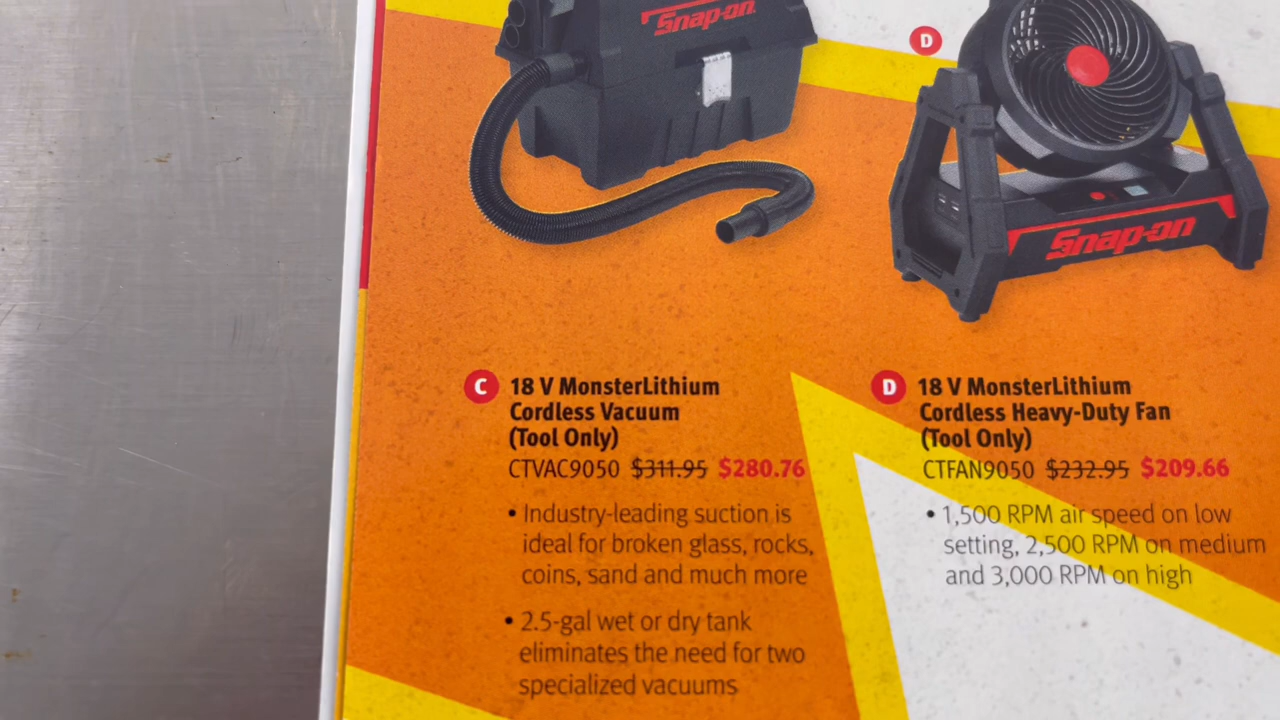 Snap-on
D
Snap-on
C 18 V MonsterLithium
Cordless Vacuum
(Tool Only)
CTVAC9050 $311.95 $280.76
• Industry-leading suction is
ideal for broken glass, rocks,
coins, sand and much more
• 2.5-gal wet or dry tank
eliminates the need for two
specialized vacuums
D 18 V MonsterLithium
Cordless Heavy-Duty Fan
(Tool Only)
CTFAN9050 $232.95 $209.66
• 1,500 RPM air speed on low
setting, 2,500 RPM on medium
and 3,000 RPM on high